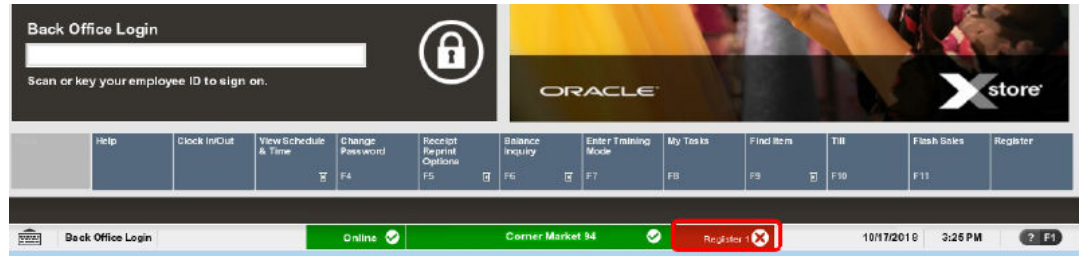 Back Office Login
Scan or key your employee ID to sign on.
ORACLE
Xstore
Help
Clock In/Out
View Schedule
& Time
Change
Password
F4
Receipt
Reprint
Options
F5
Balance
Inquiry
F6
Enter Training
Mode
F7
My Tasks
F8
Find Item
F9
Till
F10
Flash Sales
F11
Register
Back Office Login
Online
Corner Market 94
Register 1
10/17/2018
3:25 PM
? F1